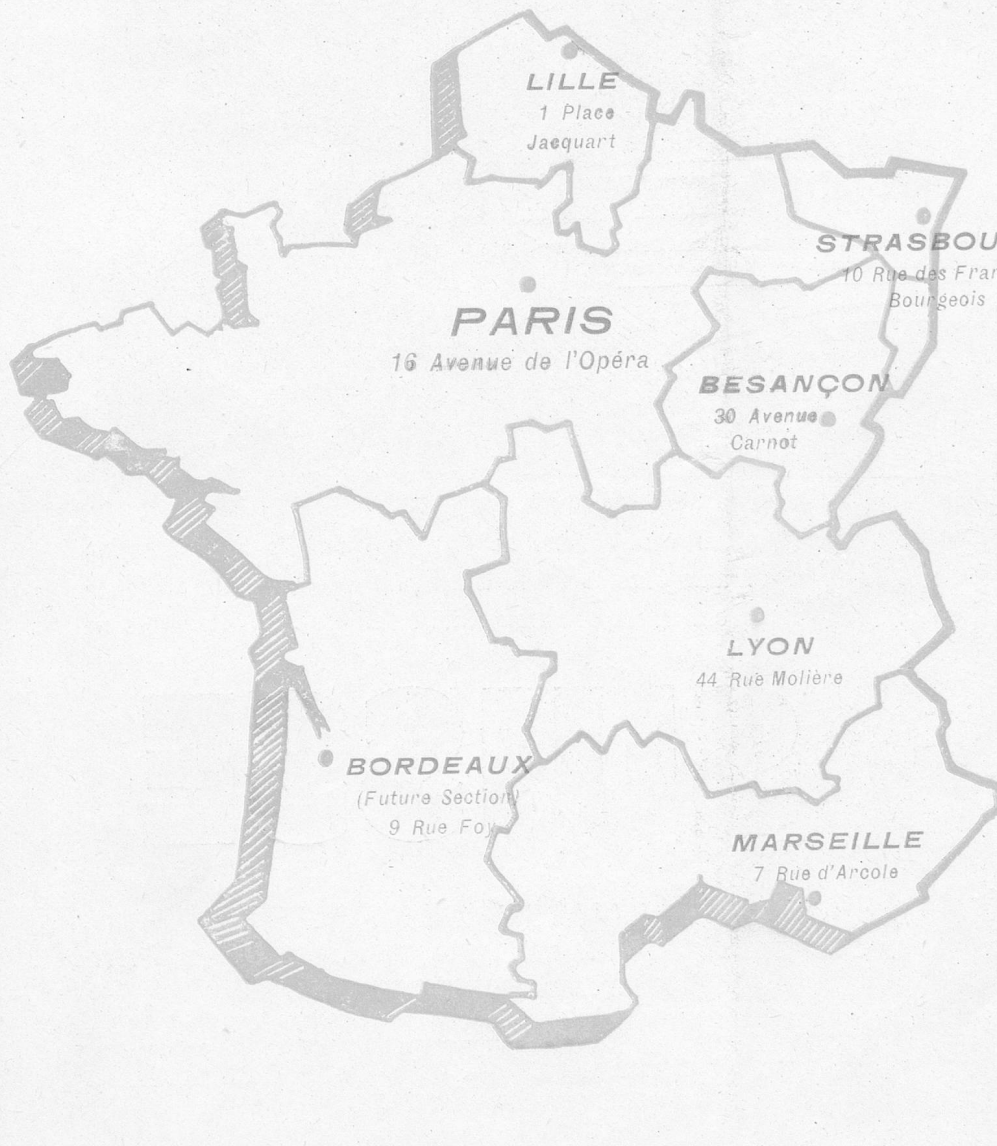 LILLE
1 Place
Jacquart
STRASBOU
10 Rue des Fran
Bourgeois
PARIS
16 Avenue de l'Opéra
BESANÇON
30 Avenue
Carnot
LYON
44 Rue Molière
BORDEAUX
(Future Section)
9 Rue Foy
MARSEILLE
7 Rue d'Arcole